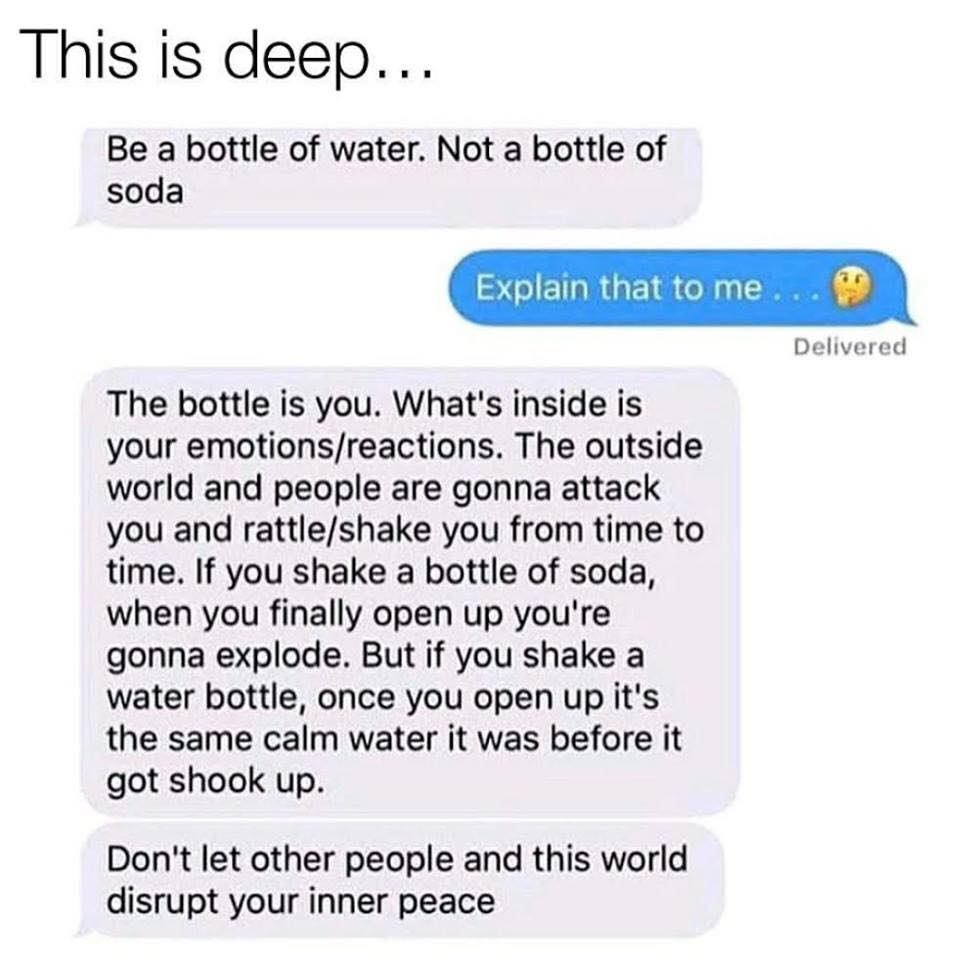 This is deep...
Be a bottle of water. Not a bottle of
soda
Explain that to me . . . 🤔
Delivered
The bottle is you. What's inside is
your emotions/reactions. The outside
world and people are gonna attack
you and rattle/shake you from time to
time. If you shake a bottle of soda,
when you finally open up you're
gonna explode. But if you shake a
water bottle, once you open up it's
the same calm water it was before it
got shook up.
Don't let other people and this world
disrupt your inner peace